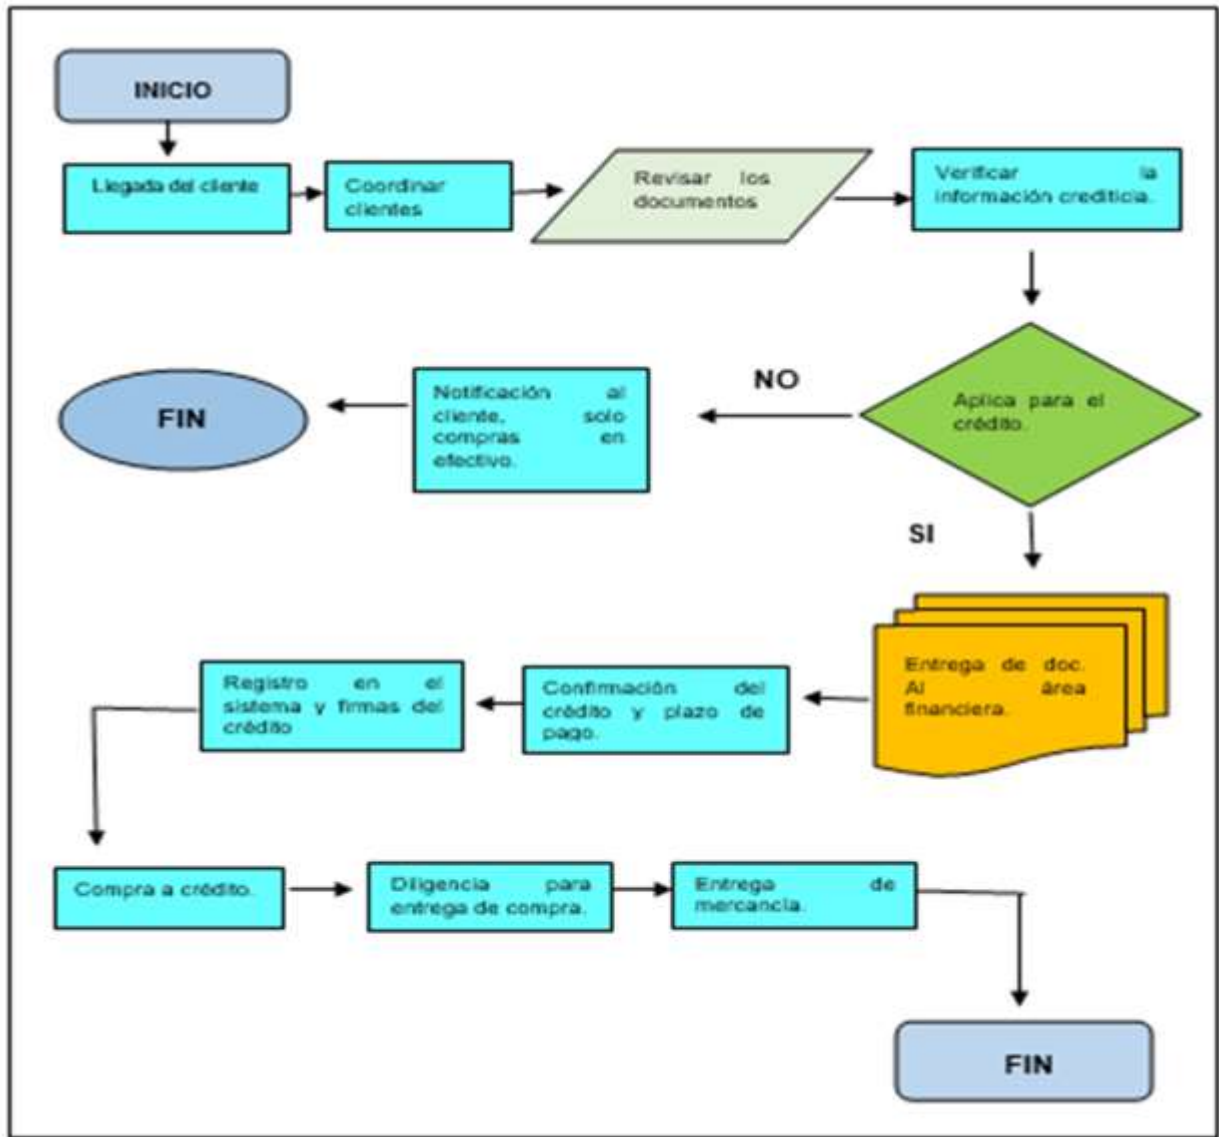 INICIO
Llegada del cliente
Coordinar
clientes
Revisar los
documentos
Verificar la
información crediticia.
Aplica para el
crédito.
NO
Notificación al
cliente, solo
compras en
efectivo.
FIN
SI
Entrega de doc.
Al área
financiera.
Confirmación del
crédito y plazo de
pago.
Registro en el
sistema y firmas del
crédito
Compra a crédito.
Diligencia para
entrega de compra.
Entrega de
mercancía.
FIN